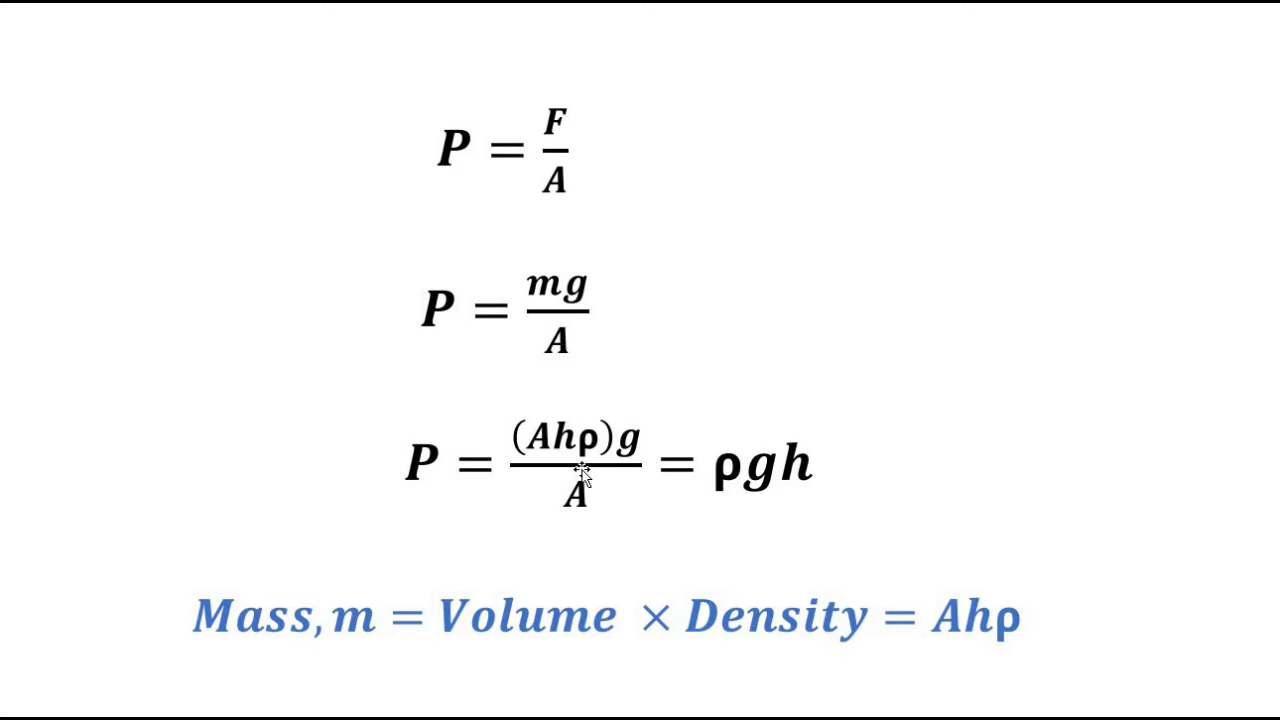 P = F/A
P = mg/A
P = (Ahρ)g/A = ρgh
Mass, m = Volume × Density = Ahρ